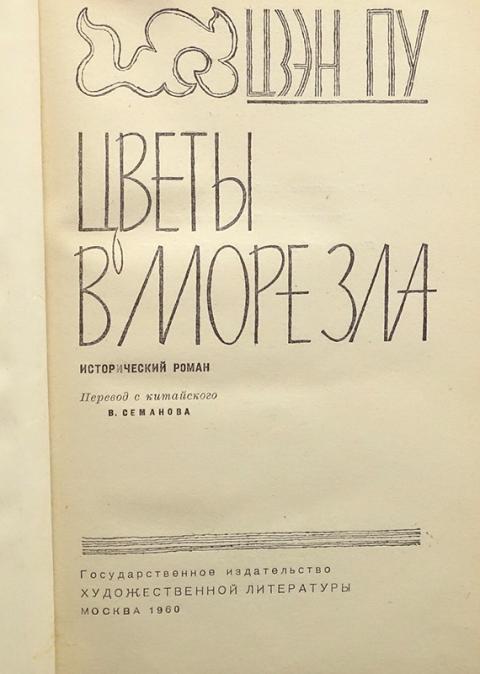 ЦЗЭН ПУ
ЦВЕТЫ
В МОРЕ ЗЛА
ИСТОРИЧЕСКИЙ РОМАН
Перевод с китайского
В. СЕМАНОВА
Государственное издательство
ХУДОЖЕСТВЕННОЙ ЛИТЕРАТУРЫ
МОСКВА 1960